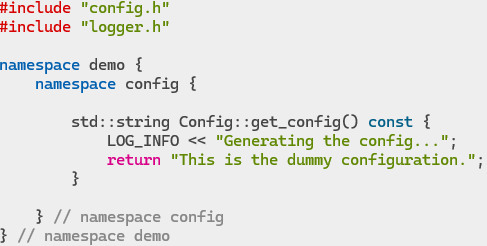 #include "config.h"
#include "logger.h"

namespace demo {
    namespace config {

        std::string Config::get_config() const {
            LOG_INFO << "Generating the config...";
            return "This is the dummy configuration.";
        }

    } // namespace config
} // namespace demo